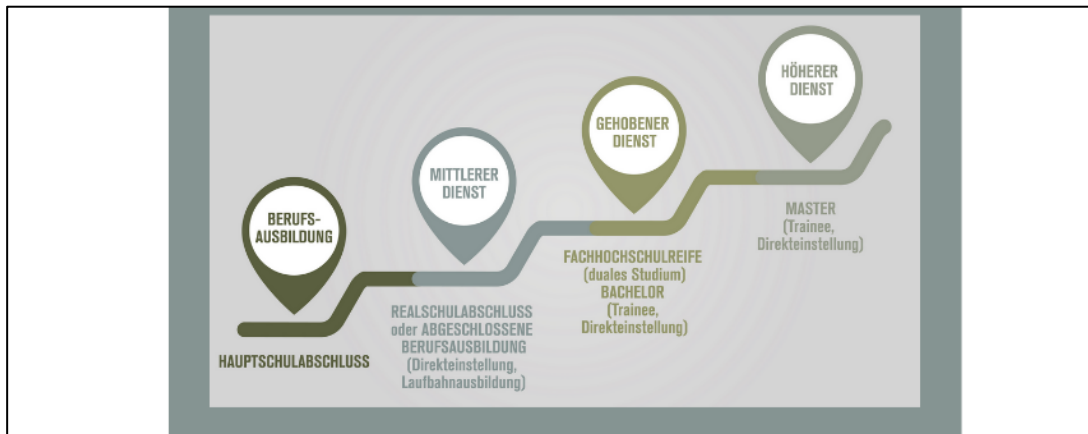 BERUFS-
AUSBILDUNG
HAUPTSCHULABSCHLUSS
MITTLERER
DIENST
REALSCHULABSCHLUSS
oder ABGESCHLOSSENE
BERUFSAUSBILDUNG
(Direkteinstellung,
Laufbahnausbildung)
GEHOBENER
DIENST
FACHHOCHSCHULREIFE
(duales Studium)
BACHELOR
(Trainee,
Direkteinstellung)
HÖHERER
DIENST
MASTER
(Trainee,
Direkteinstellung)